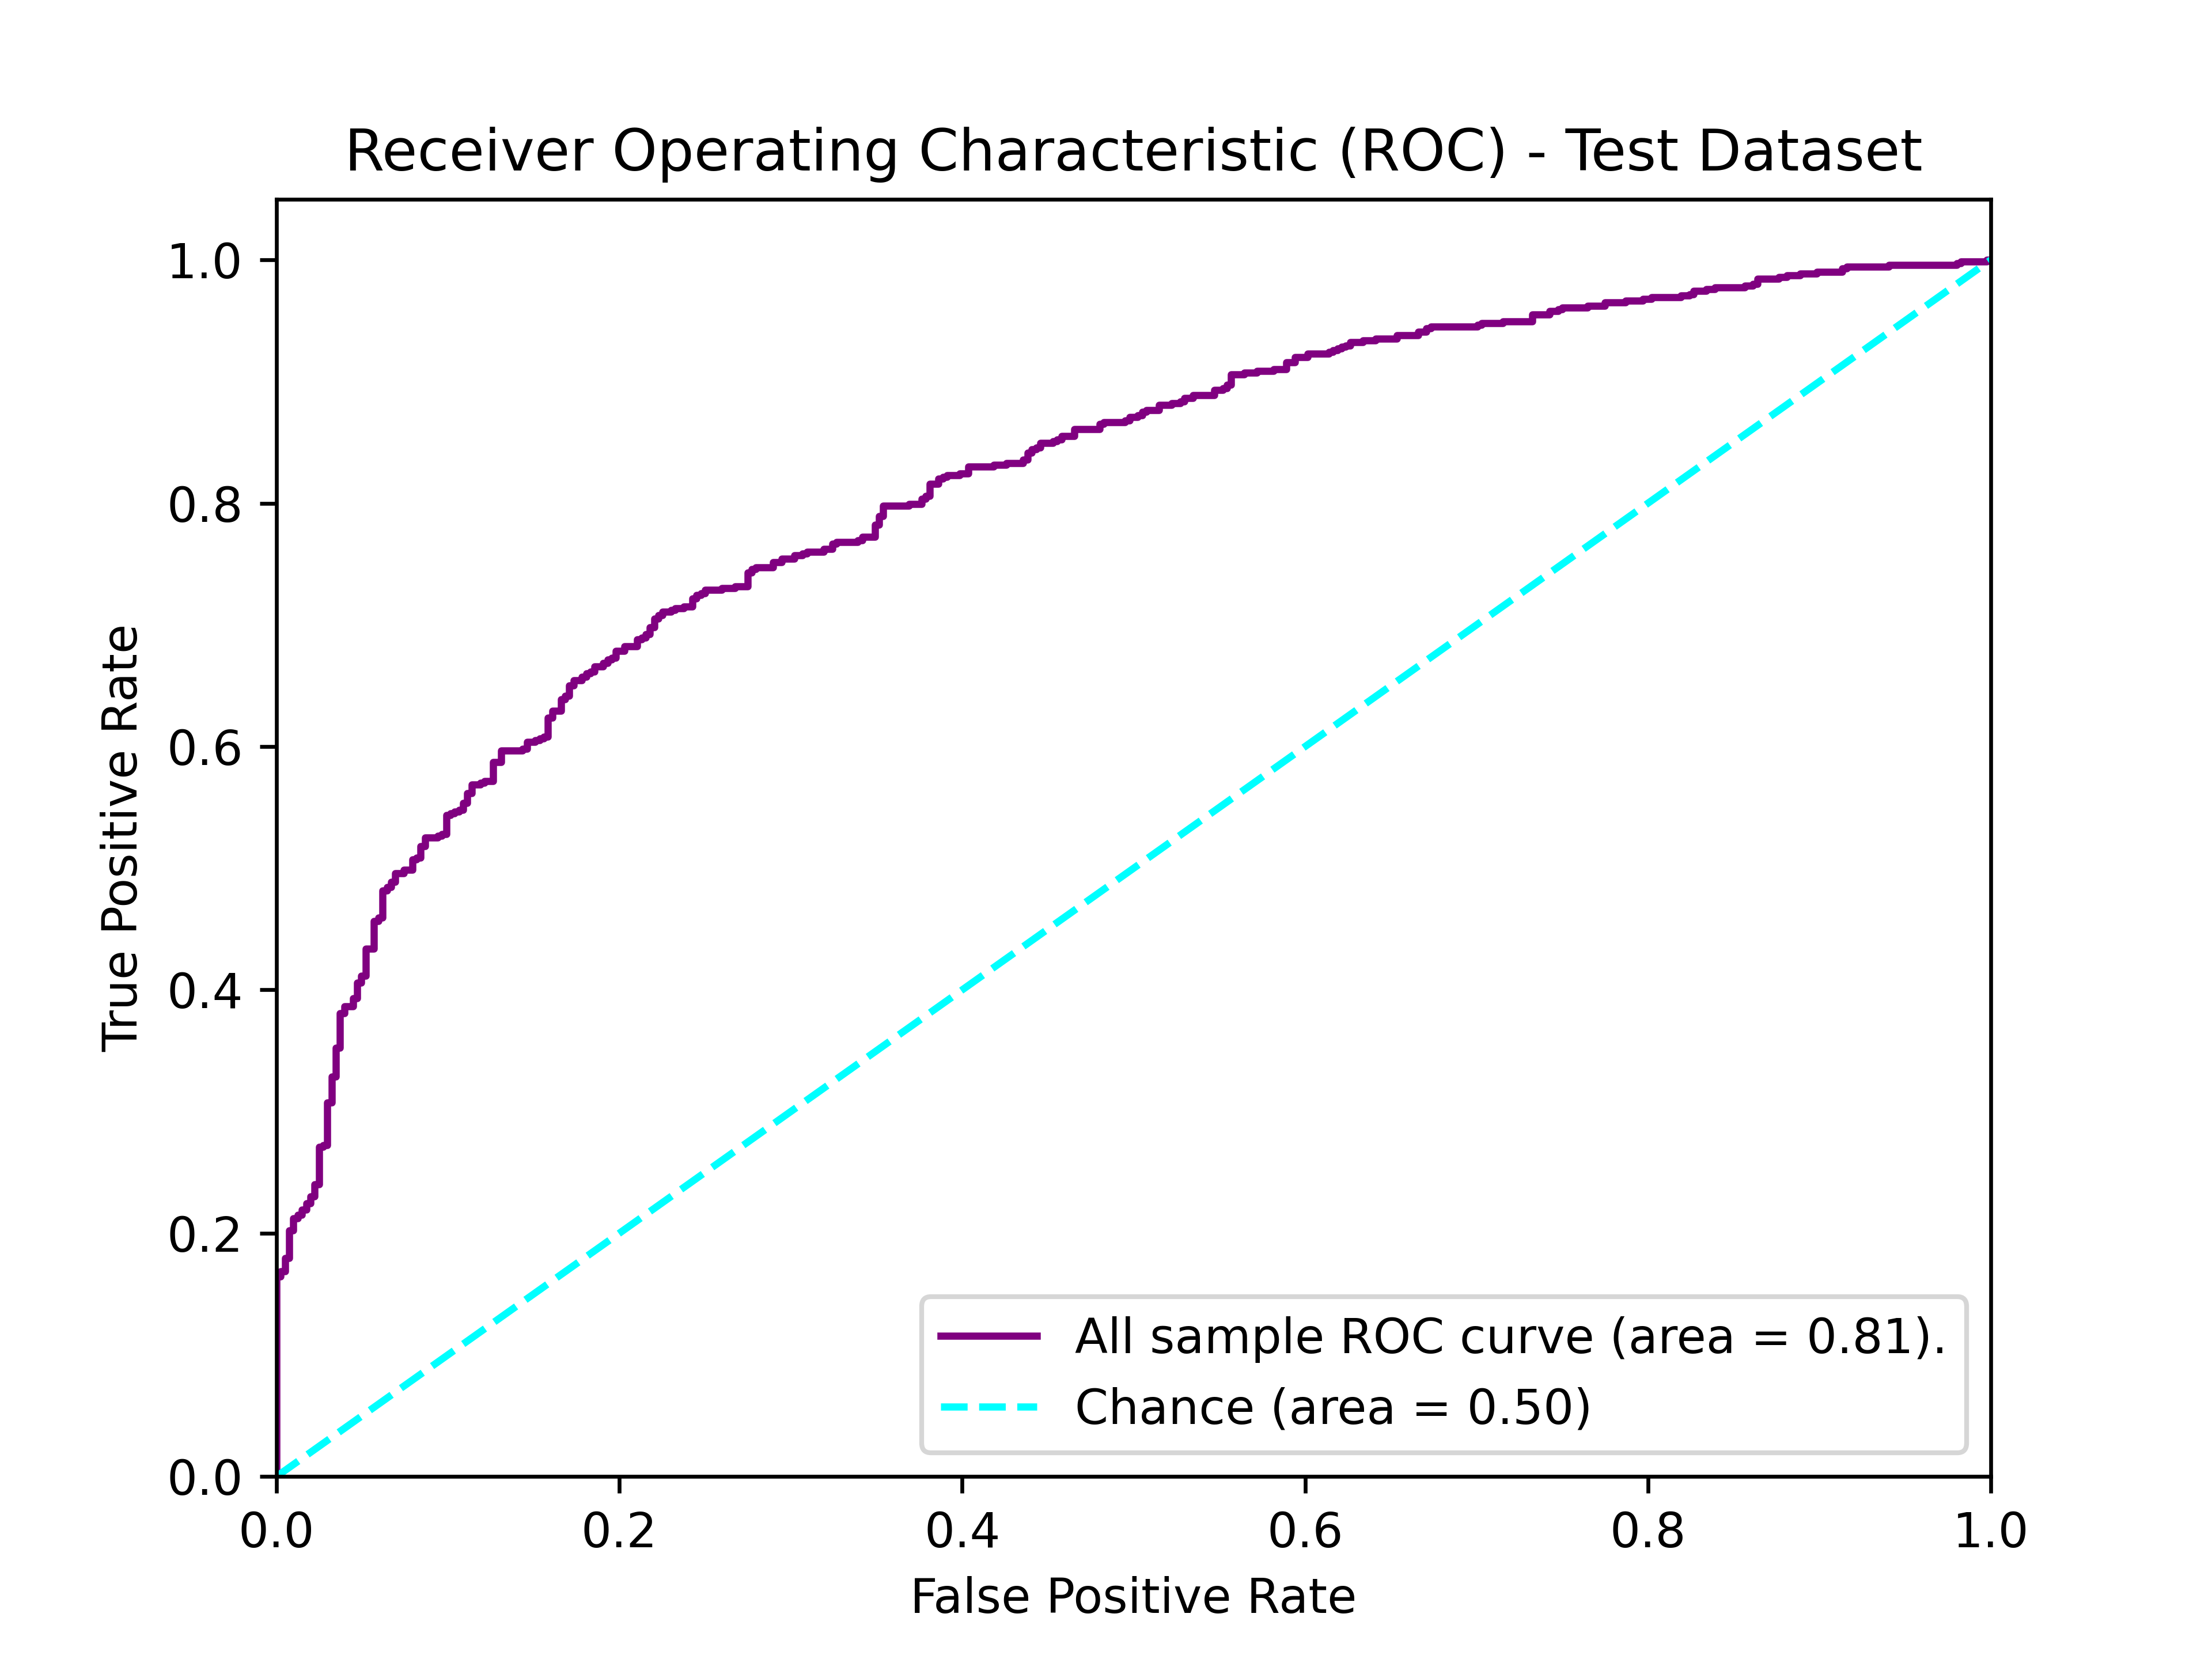 Receiver Operating Characteristic (ROC) - Test Dataset
True Positive Rate
1.0
0.8
0.6
0.4
0.2
0.0
All sample ROC curve (area = 0.81).
Chance (area = 0.50)
0.0 0.2 0.4 0.6 0.8 1.0
False Positive Rate